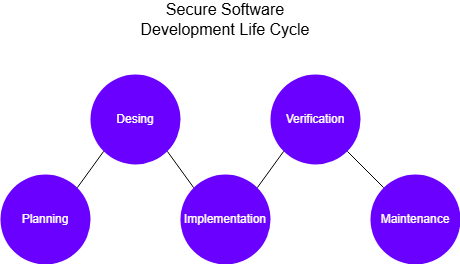 Secure Software
Development Life Cycle
Desing
Verification
Planning
Implementation
Maintenance